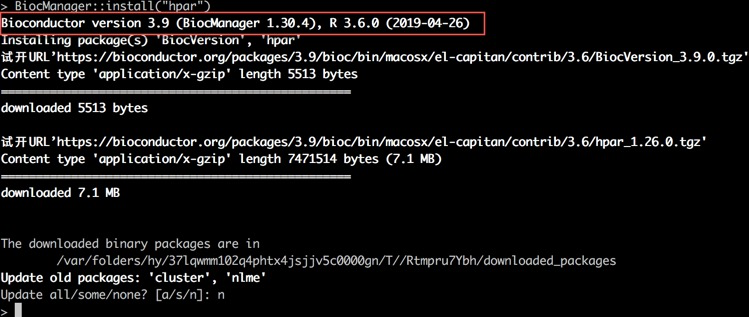 > BiocManager::install("hpar")
Bioconductor version 3.9 (BiocManager 1.30.4), R 3.6.0 (2019-04-26)
Installing package(s) 'BiocVersion', 'hpar'
试开URL’https://bioconductor.org/packages/3.9/bioc/bin/macosx/el-capitan/contrib/3.6/BiocVersion_3.9.0.tgz'
Content type 'application/x-gzip' length 5513 bytes
==================================================
downloaded 5513 bytes
试开URL’https://bioconductor.org/packages/3.9/bioc/bin/macosx/el-capitan/contrib/3.6/hpar_1.26.0.tgz'
Content type 'application/x-gzip' length 7471514 bytes (7.1 MB)
==================================================
downloaded 7.1 MB
The downloaded binary packages are in
/var/folders/hy/37lqwmm102q4phtx4jsjjv5c0000gn/T//Rtmpru7Ybh/downloaded_packages
Update old packages: 'cluster', 'nlme'
Update all/some/none? [a/s/n]: n
>